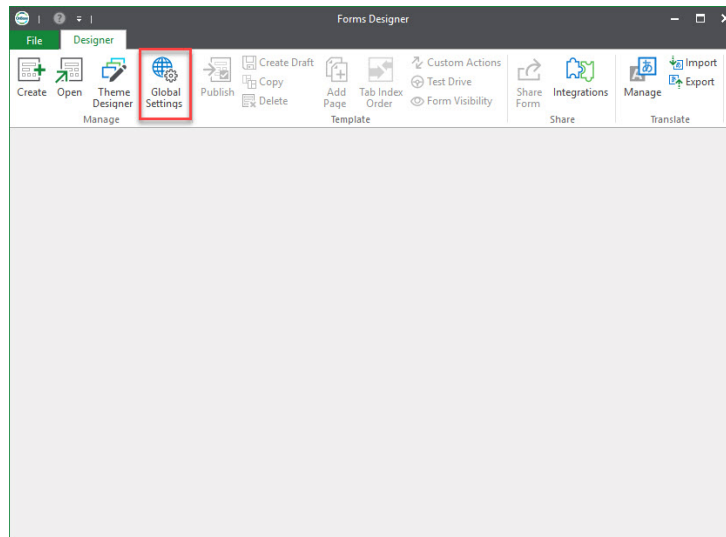 Forms Designer
File Designer
Create Open Theme Designer Global Settings
Manage
Publish Create Draft Copy Delete Add Page Tab Index Order Custom Actions Test Drive Form Visibility
Template
Share Form Integrations
Share
Manage Import Export
Translate